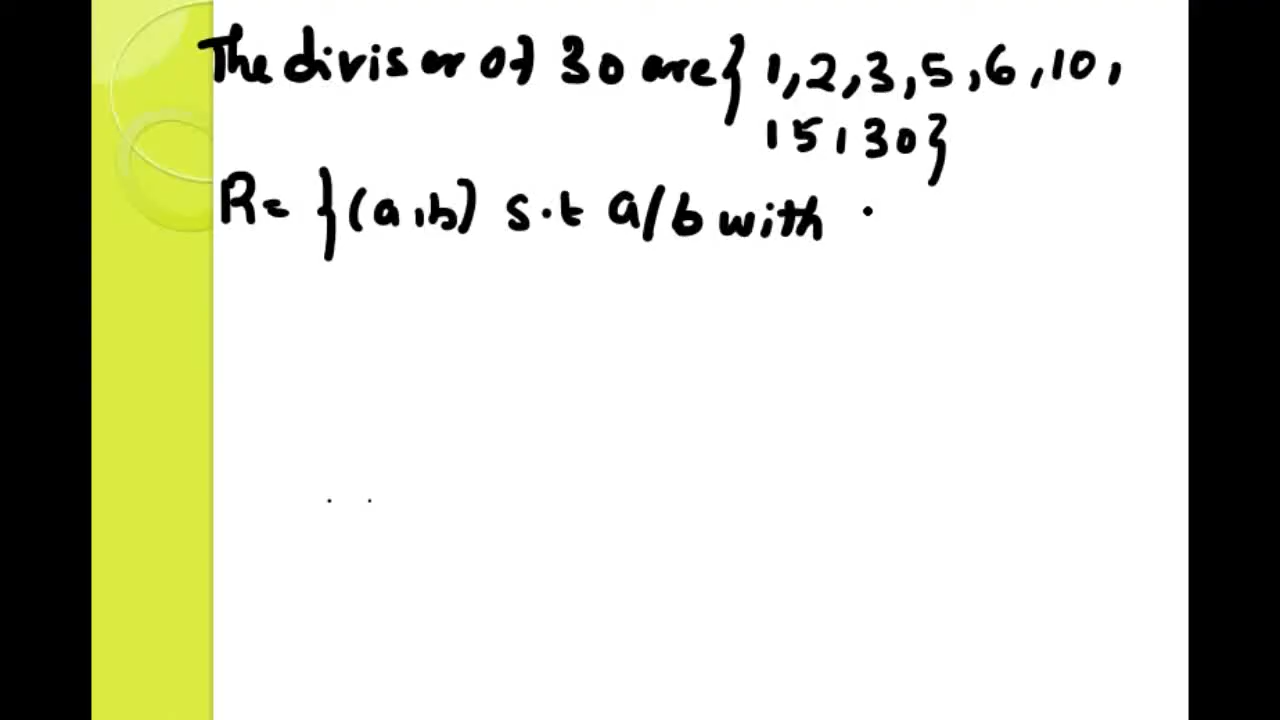 The divisor of 30 are { 1, 2, 3, 5, 6, 10,
15, 30}
R= {(a,b) s.t a/b with